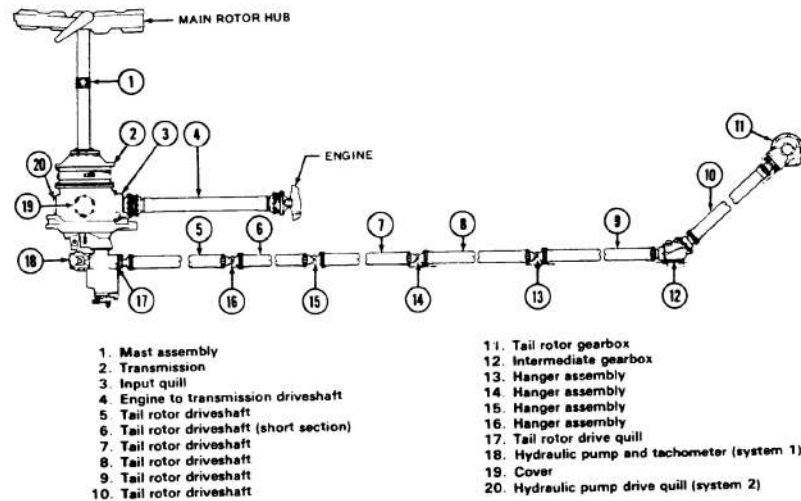 MAIN ROTOR HUB
1
2
3
4
ENGINE
11
20
10
19
5
6
7
8
9
18
17
16
15
14
13
12
1. Mast assembly
2. Transmission
3. Input quill
4. Engine to transmission driveshaft
5 Tail rotor driveshaft
6. Tail rotor driveshaft (short section)
7. Tail rotor driveshaft
8. Tail rotor driveshaft
9. Tail rotor driveshaft
10. Tail rotor driveshaft
11. Tail rotor gearbox
12. Intermediate gearbox
13. Hanger assembly
14. Hanger assembly
15. Hanger assembly
16. Hanger assembly
17. Tail rotor drive quill
18. Hydraulic pump and tachometer (system 1)
19. Cover
20. Hydraulic pump drive quill (system 2)